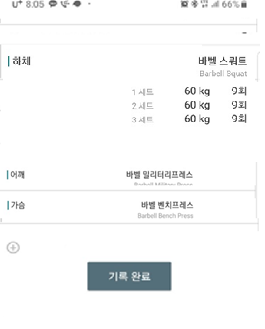 U+ 8.05 66%
하체 바벨 스쿼트
Barbell Squat
1 세트 60 kg 9회
2 세트 60 kg 9회
3 세트 60 kg 9회
어깨 바벨 밀리터리프레스
Barbell Military Press
가슴 바벨 벤치프레스
Barbell Bench Press
기록 완료